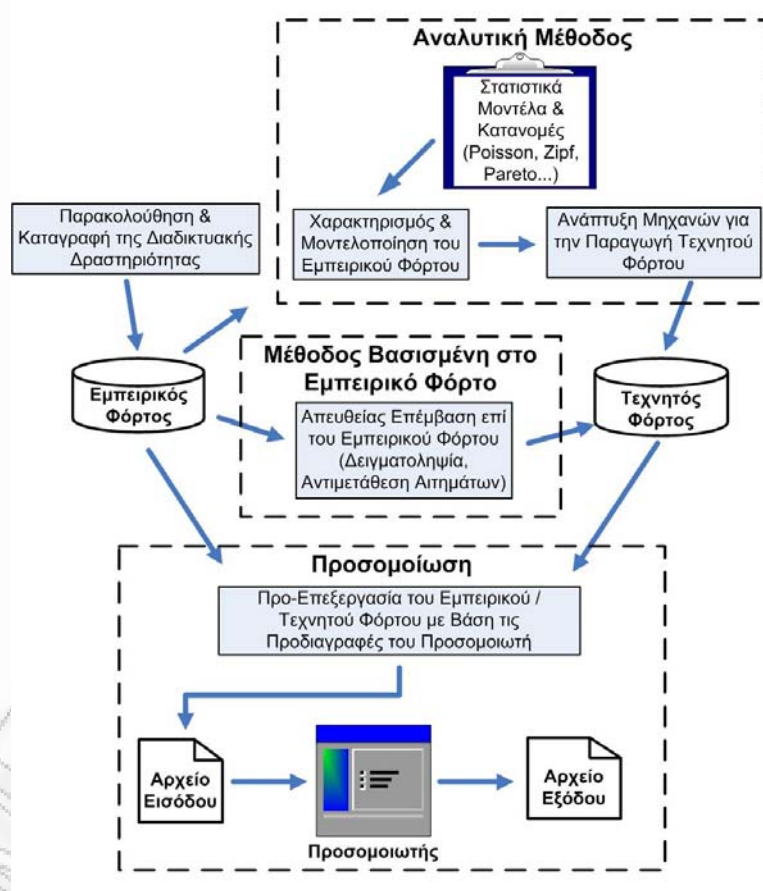 Αναλυτική Μέθοδος
Στατιστικά
Μοντέλα &
Κατανομές
(Poisson, Zipf,
Pareto...)
Παρακολούθηση &
Καταγραφή της Διαδικτυακής
Δραστηριότητας
Χαρακτηρισμός &
Μοντελοποίηση του
Εμπειρικού Φόρτου
Ανάπτυξη Μηχανών για
την Παραγωγή Τεχνητού
Φόρτου
Εμπειρικός
Φόρτος
Μέθοδος Βασισμένη στο
Εμπειρικό Φόρτο
Απευθείας Επέμβαση επί
του Εμπειρικού Φόρτου
(Δειγματοληψία,
Αντιμετάθεση Αιτημάτων)
Τεχνητός
Φόρτος
Προσομοίωση
Προ-Επεξεργασία του Εμπειρικού /
Τεχνητού Φόρτου με Βάση τις
Προδιαγραφές του Προσομοιωτή
Αρχείο
Εισόδου
Προσομοιωτής
Αρχείο
Εξόδου